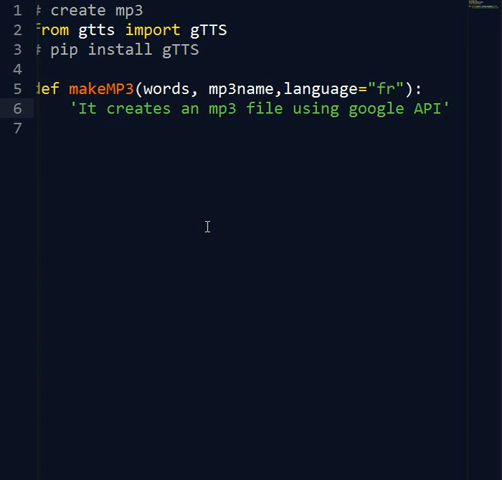 1 # create mp3
2 from gtts import gTTS
3 # pip install gTTS
4
5 def makeMP3(words, mp3name,language="fr"):
6 'It creates an mp3 file using google API'
7